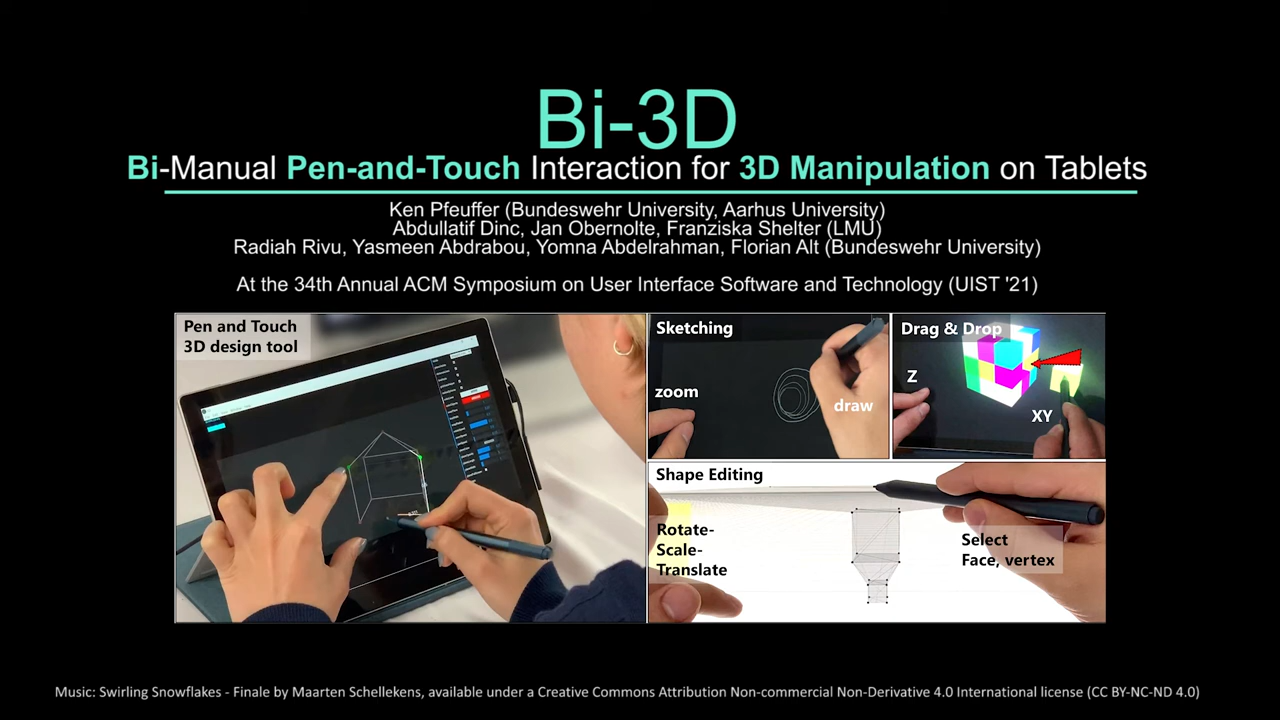 Bi-3D
Bi-Manual Pen-and-Touch Interaction for 3D Manipulation on Tablets
Ken Pfeuffer (Bundeswehr University, Aarhus University)
Abdullatif Dinc, Jan Obernolte, Franziska Shelter (LMU)
Radiah Rivu, Yasmeen Abdrabou, Yomna Abdelrahman, Florian Alt (Bundeswehr University)
At the 34th Annual ACM Symposium on User Interface Software and Technology (UIST '21)
Pen and Touch
3D design tool
Sketching
zoom
draw
Drag & Drop
Z
XY
Shape Editing
Rotate-
Scale-
Translate
Select
Face, vertex
Music: Swirling Snowflakes - Finale by Maarten Schellekens, available under a Creative Commons Attribution Non-commercial Non-Derivative 4.0 International license (CC BY-NC-ND 4.0)